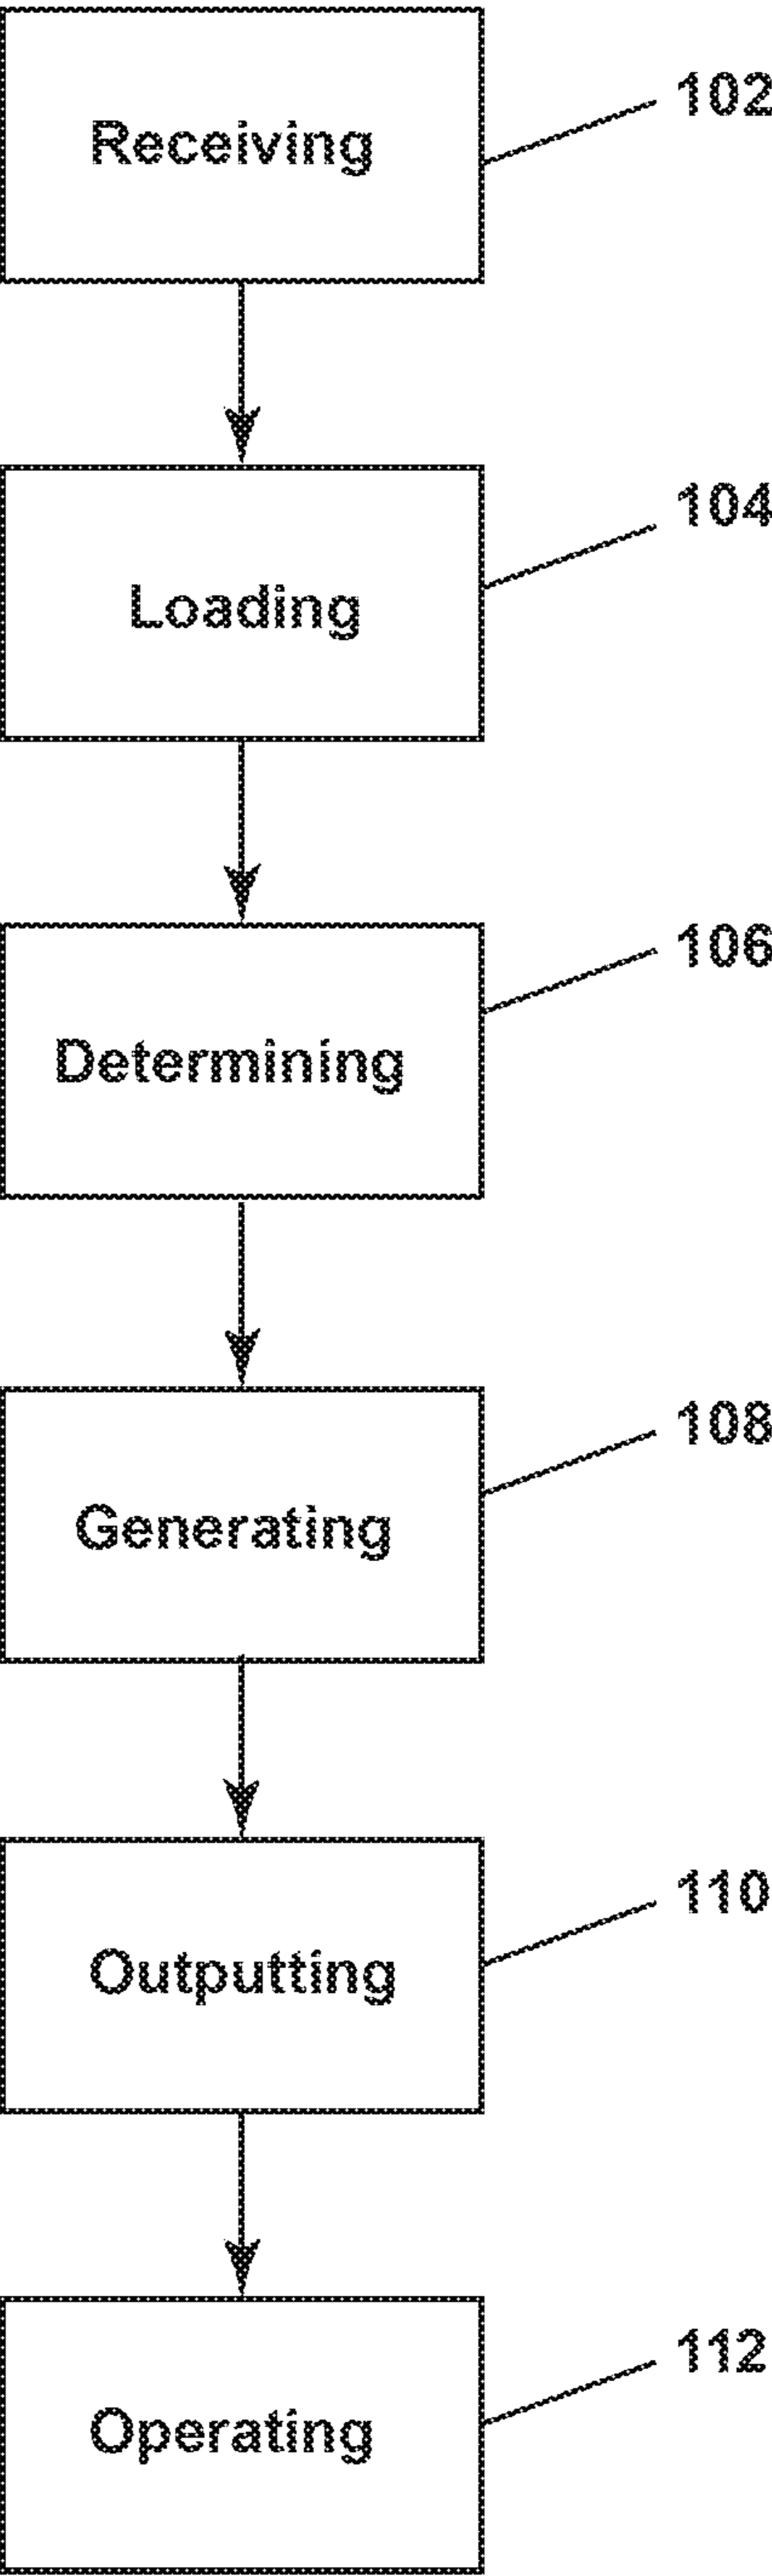 102
Receiving
104
Loading
106
Determining
108
Generating
110
Outputting
112
Operating